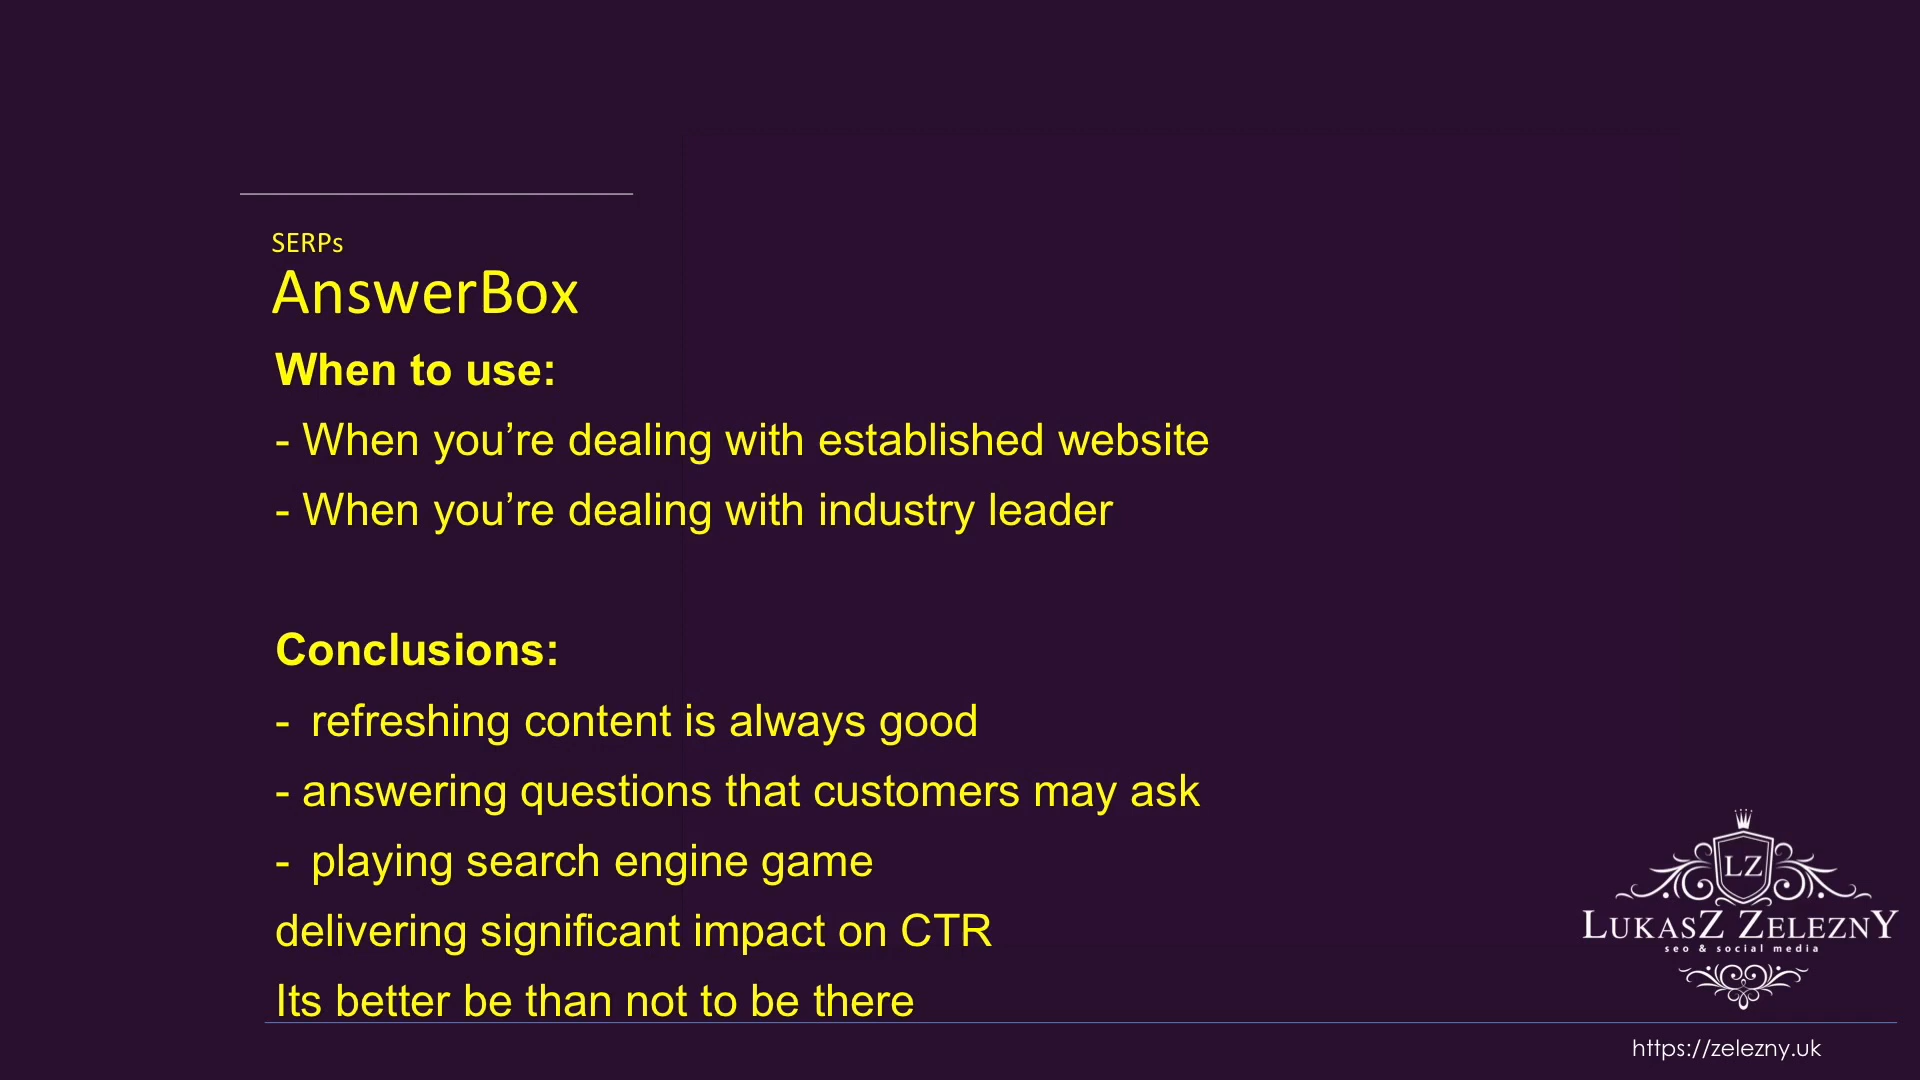 SERPs
AnswerBox
When to use:
- When you’re dealing with established website
- When you’re dealing with industry leader
Conclusions:
- refreshing content is always good
- answering questions that customers may ask
- playing search engine game
delivering significant impact on CTR
Its better be than not to be there
LZ
LUKASZ ZELEZNY
seo & social media
https://zelezny.uk